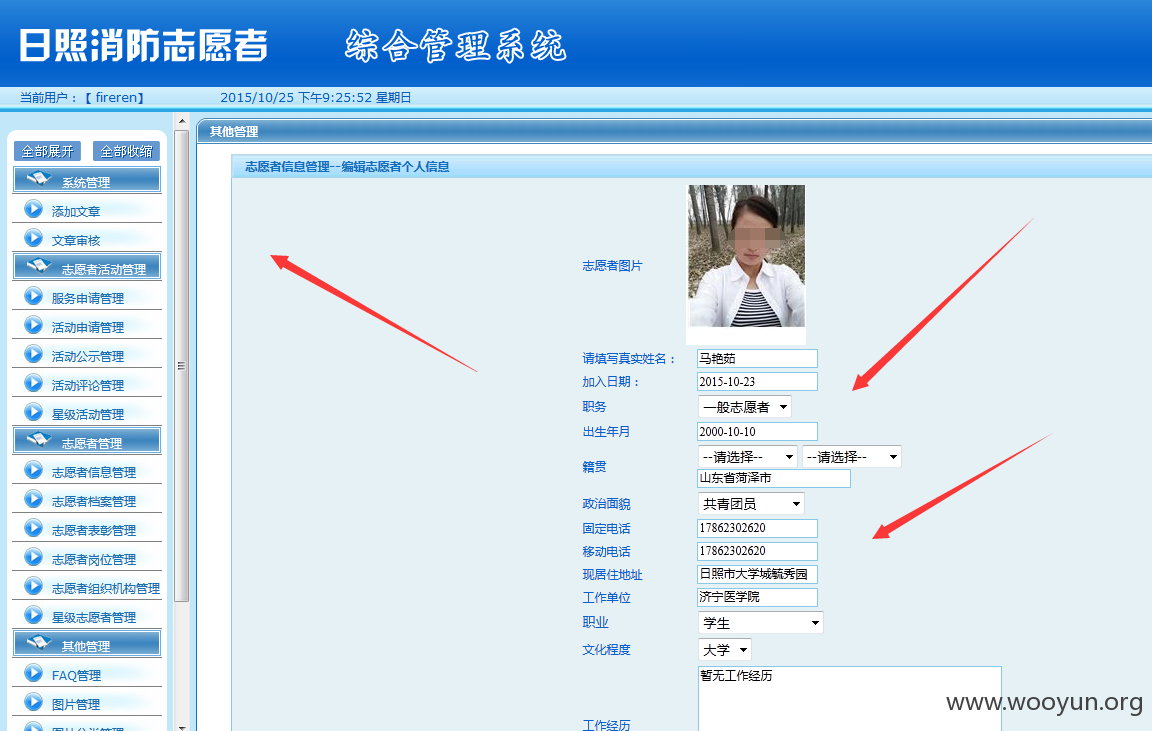 日照消防志愿者 综合管理系统
当前用户：【 fireren】 2015/10/25 下午9:25:52 星期日
全部展开 全部收缩
系统管理
添加文章
文章审核
志愿者活动管理
服务申请管理
活动申请管理
活动公示管理
活动评论管理
星级活动管理
志愿者管理
志愿者信息管理
志愿者档案管理
志愿者表彰管理
志愿者岗位管理
志愿者组织机构管理
星级志愿者管理
其他管理
FAQ管理
图片管理
其他管理
志愿者信息管理--编辑志愿者个人信息
志愿者图片
请填写真实姓名： 马艳茹
加入日期： 2015-10-23
职务 一般志愿者
出生年月 2000-10-10
籍贯 --请选择-- --请选择--
山东省菏泽市
政治面貌 共青团员
固定电话 17862302620
移动电话 17862302620
现居住地址 日照市大学城毓秀园
工作单位 济宁医学院
职业 学生
文化程度 大学
工作经历 暂无工作经历
www.wooyun.org